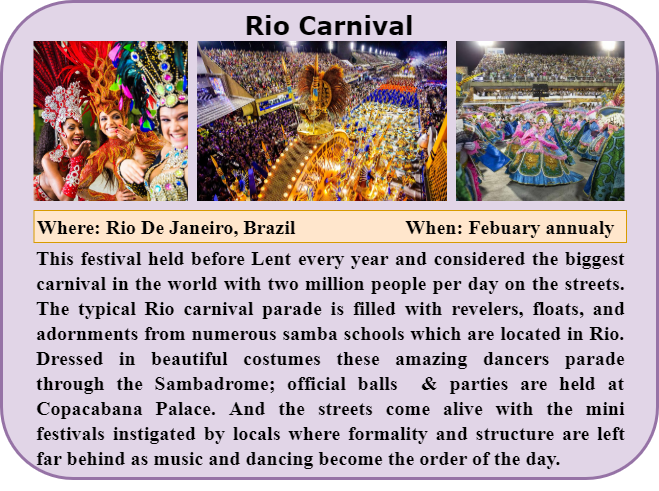 Rio Carnival
Where: Rio De Janeiro, Brazil When: Febuary annualy
This festival held before Lent every year and considered the biggest
carnival in the world with two million people per day on the streets.
The typical Rio carnival parade is filled with revelers, floats, and
adornments from numerous samba schools which are located in Rio.
Dressed in beautiful costumes these amazing dancers parade
through the Sambadrome; official balls & parties are held at
Copacabana Palace. And the streets come alive with the mini
festivals instigated by locals where formality and structure are left
far behind as music and dancing become the order of the day.